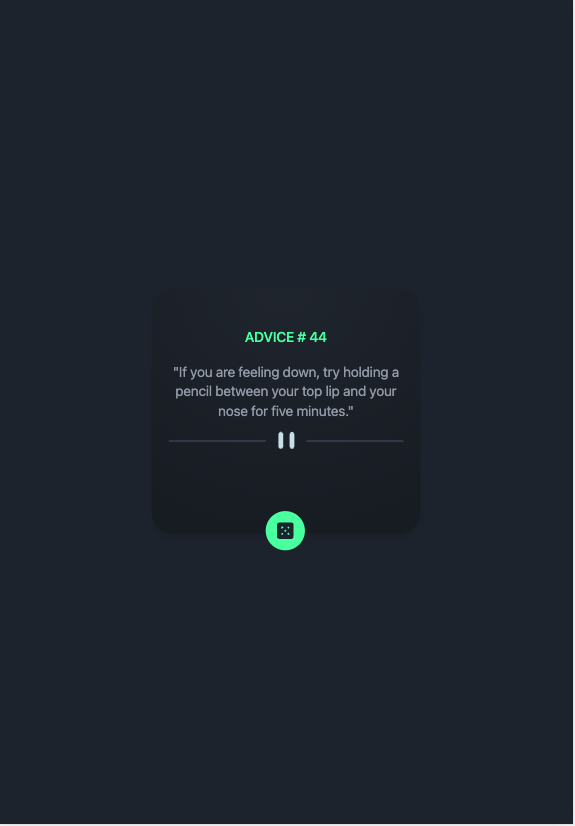 ADVICE # 44
"If you are feeling down, try holding a
pencil between your top lip and your
nose for five minutes."